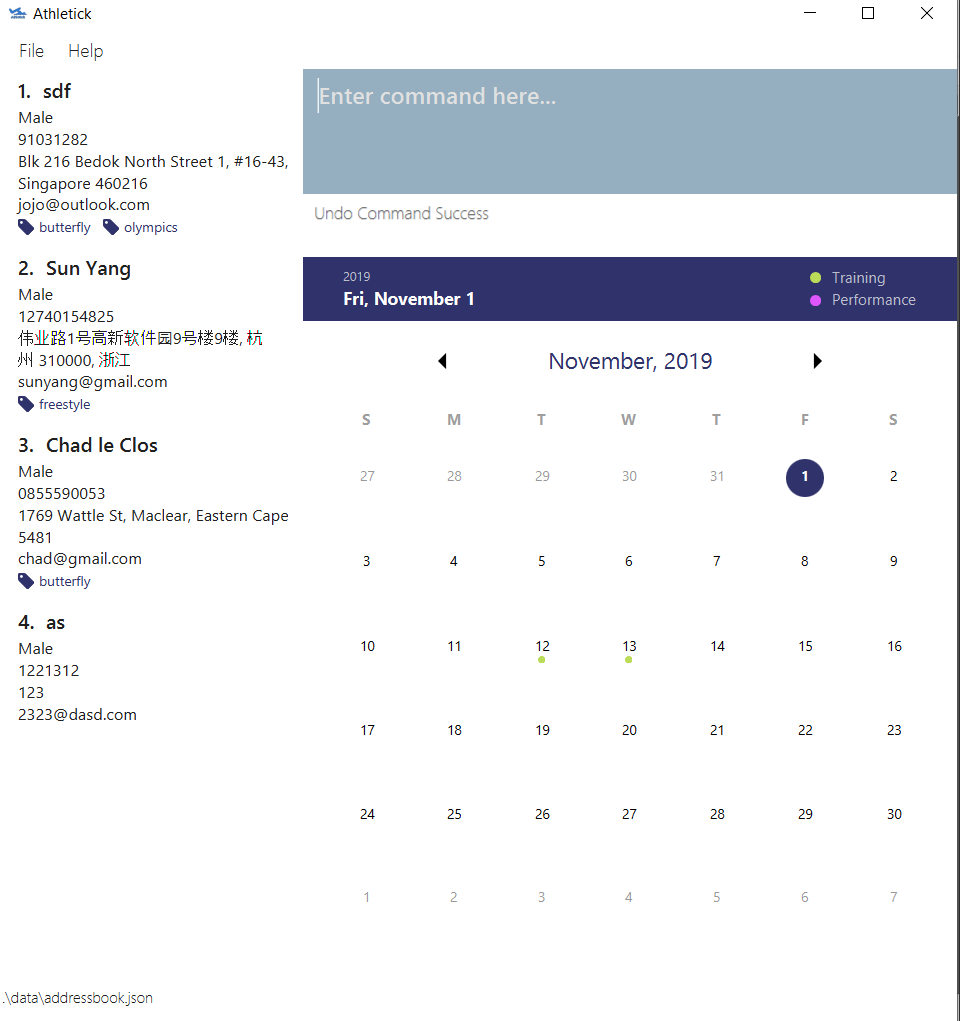 Athletick
File Help
1. sdf
Male
91031282
Blk 216 Bedok North Street 1, #16-43,
Singapore 460216
jojo@outlook.com
butterfly olympics
2. Sun Yang
Male
12740154825
伟业路1号高新软件园9号楼9楼, 杭
州 310000, 浙江
sunyang@gmail.com
freestyle
3. Chad le Clos
Male
0855590053
1769 Wattle St, Maclear, Eastern Cape
5481
chad@gmail.com
butterfly
4. as
Male
1221312
123
2323@dasd.com
Enter command here...
Undo Command Success
2019
Fri, November 1
Training
Performance
November, 2019
S M T W T F S
27 28 29 30 31 1 2
3 4 5 6 7 8 9
10 11 12 13 14 15 16
17 18 19 20 21 22 23
24 25 26 27 28 29 30
1 2 3 4 5 6 7
.\data\addressbook.json